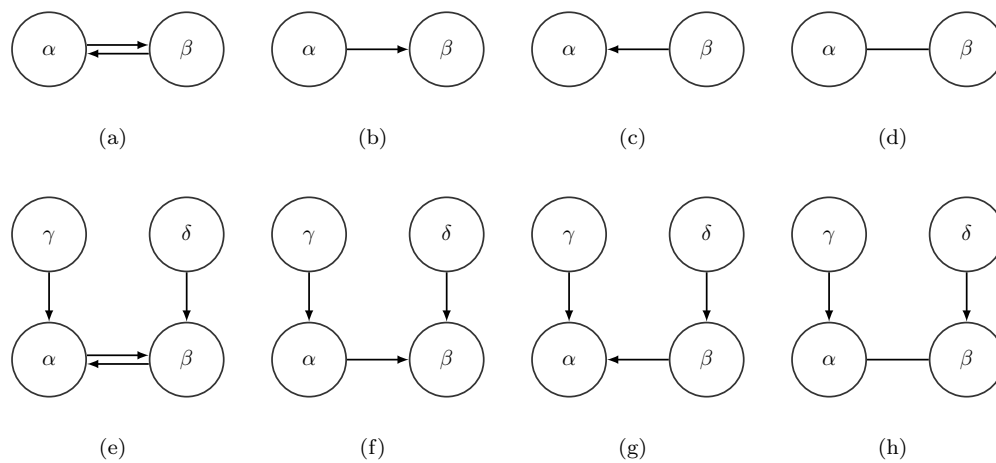 α β α β α β α β
(a) (b) (c) (d)
γ δ γ δ γ δ γ δ
α β α β α β α β
(e) (f) (g) (h)